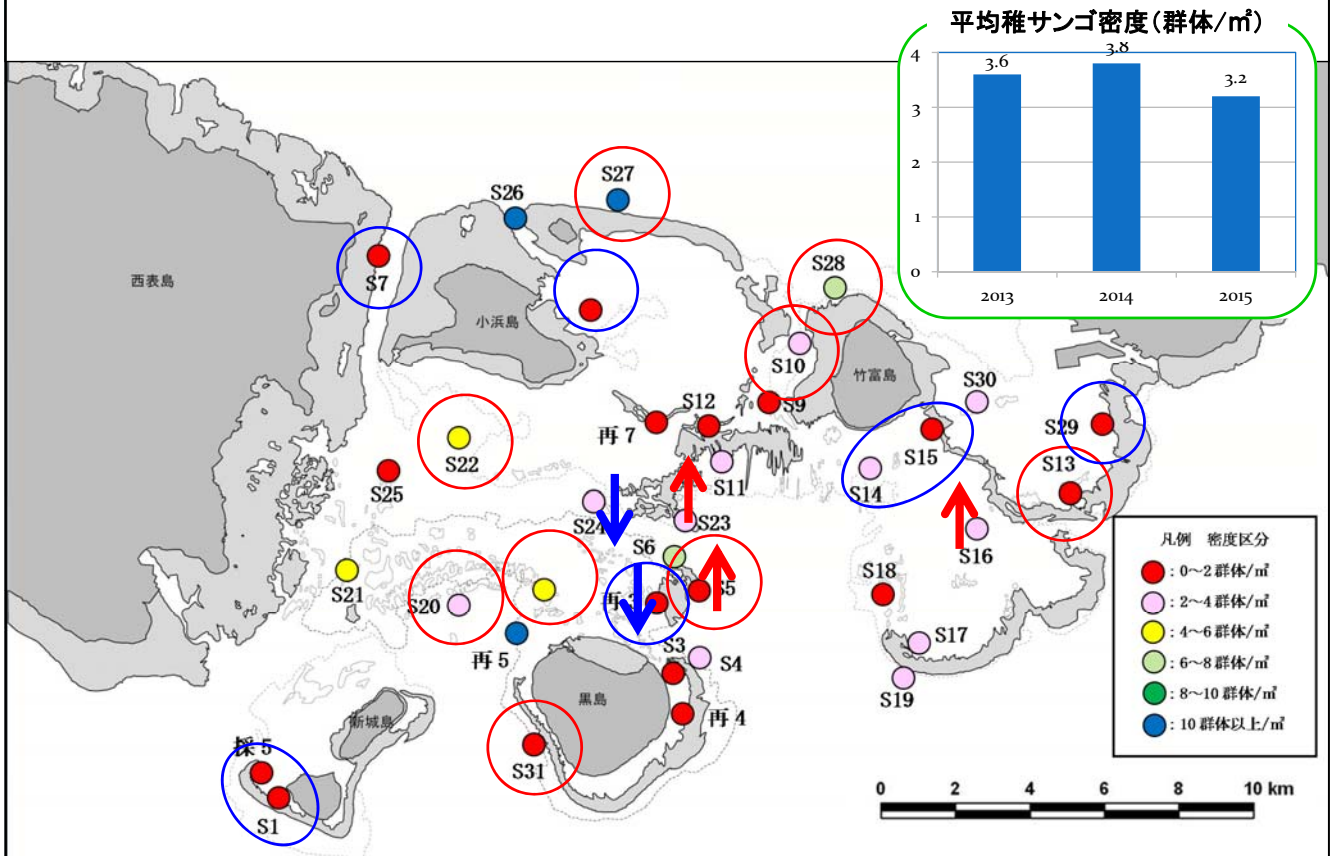 平均稚サンゴ密度(群体/㎡)
4
3
2
1
0
3.6
3.8
3.2
2013
2014
2015
S27
S26
S28
西表島
S7
小浜島
S10
竹富島
S30
S12
S9
再 7
S29
S22
S15
S13
S11
S14
S25
S24
S23
S16
S6
凡例 密度区分
:0~2 群体/㎡
:2~4 群体/㎡
:4~6 群体/㎡
:6~8 群体/㎡
:8~10 群体/㎡
:10 群体以上/㎡
S21
S20
再 3
S5
S18
再 5
S3
S4
S17
S19
黒島
新城島
再 4
採 5
S31
S1
0 2 4 6 8 10 km